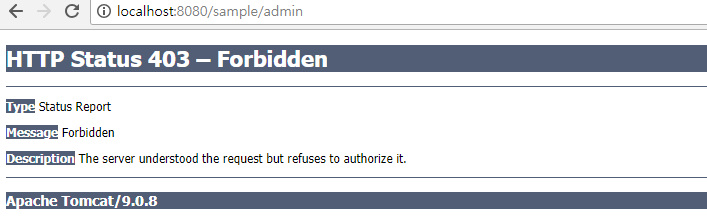 localhost:8080/sample/admin
HTTP Status 403 – Forbidden
Type Status Report
Message Forbidden
Description The server understood the request but refuses to authorize it.
Apache Tomcat/9.0.8